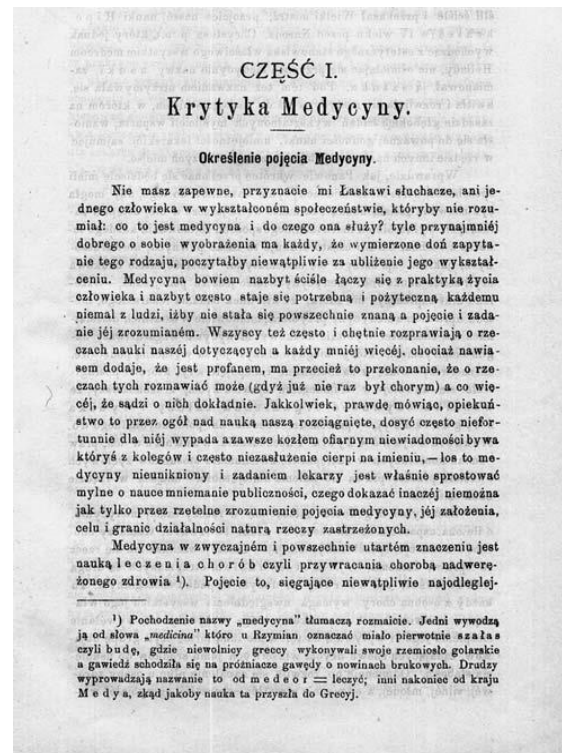 CZĘŚĆ I.
Krytyka Medycyny.
Określenie pojęcia Medycyny.
Nie masz zapewne, przyznacie mi Łaskawi słuchacze, ani je-
dnego człowieka w wykształconém społeczeństwie, któryby nie rozu-
miał: co to jest medycyna i do czego ona służy? tyle przynajmniéj
dobrego o sobie wyobrażenia ma każdy, że wymierzone doń zapyta-
nie tego rodzaju, poczytałby niewątpliwie za ubliżenie jego wykształ-
ceniu. Medycyna bowiem nazbyt ściśle łączy się z praktyką życia
człowieka i nazbyt często staje się potrzebną i pożyteczną każdemu
niemal z ludzi, iżby nie stała się powszechnie znaną a pojęcie i zada-
nie jéj zrozumianém. Wszyscy też często i chętnie rozprawiają o rze-
czach nauki naszéj dotyczących a każdy mniéj więcéj. chociaż nawia-
sem dodaje, że jest profanem, ma przecież to przekonanie, że o rze-
czach tych rozmawiać może (gdyż już nie raz był chorym) a co wię-
céj, że sądzi o nich dokładnie. Jakkolwiek, prawdę mówiąc, opiekuń-
stwo to przez ogół nad nauką naszą rozciągnięte, dosyć często niefor-
tunnie dla niéj wypada a zawsze kozłem ofiarnym niewiadomości bywa
któryś z kolegów i często niezasłużenie cierpi na imieniu,— los to me-
dycyny nieunikniony i zadaniem lekarzy jest właśnie sprostować
mylne o nauce mniemanie publiczności, czego dokazać inaczéj niemożna
jak tylko przez rzetelne zrozumienie pojęcia medycyny, jéj założenia,
celu i granic działalności naturą rzeczy zastrzeżonych.
Medycyna w zwyczajném i powszechnie utartém znaczeniu jest
nauką leczenia chorób czyli przywracania chorobą nadwerę-
żonego zdrowia ¹). Pojęcie to, sięgające niewątpliwie najodleglej-
¹) Pochodzenie nazwy „medycyna" tłumaczą rozmaicie. Jedni wywodzą
ją od słowa „medicina" które u Rzymian oznaczać miało pierwotnie szałas
czyli budę, gdzie niewolnicy greccy wykonywali swoje rzemiosło golarskie
a gawiedź schodziła się na próżniacze gawędy o nowinach brukowych. Drudzy
wyprowadzają nazwanie to od medeor = leczyć; inni nakoniec od kraju
Medya, zkąd jakoby nauka ta przyszła do Grecyj.